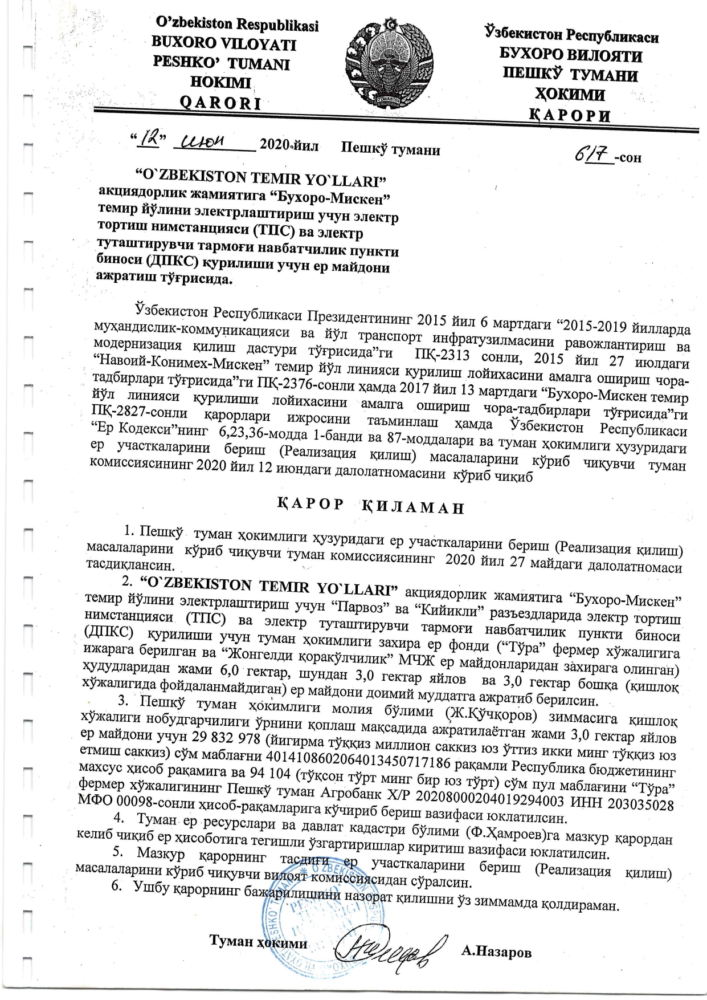 O’zbekiston Respublikasi
BUXORO VILOYATI
PESHKO’ TUMANI
HOKIMI
QARORI
O'ZBEKISTON
Ўзбекистон Республикаси
БУХОРО ВИЛОЯТИ
ПЕШКЎ ТУМАНИ
ҲОКИМИ
ҚАРОРИ
“12” июн 2020-йил Пешкў тумани 617-сон
“O`ZBEKISTON TEMIR YO`LLARI”
акциядорлик жамиятига “Бухоро-Мискен”
темир йўлини электрлаштириш учун электр
тортиш нимстанцияси (ТПС) ва электр
туташтирувчи тармоғи навбатчилик пункти
биноси (ДПКС) қурилиши учун ер майдони
ажратиш тўғрисида.
Ўзбекистон Республикаси Президентининг 2015 йил 6 мартдаги “2015-2019 йилларда
муҳандислик-коммуникацияси ва йўл транспорт инфратузилмасини равожлантириш ва
модернизация қилиш дастури тўғрисида”ги ПҚ-2313 сонли, 2015 йил 27 июлдаги
“Навоий-Конимех-Мискен” темир йўл линияси қурилиш лойихасини амалга ошириш чора-
тадбирлари тўғрисида”ги ПҚ-2376-сонли ҳамда 2017 йил 13 мартдаги “Бухоро-Мискен темир
йўл линияси қурилиши лойихасини амалга ошириш чора-тадбирлари тўғрисида”ги
ПҚ-2827-сонли қарорлари ижросини таъминлаш ҳамда Ўзбекистон Республикаси
“Ер Кодекси”нинг 6,23,36-модда 1-банди ва 87-моддалари ва туман ҳокимлиги ҳузуридаги
ер участкаларини бериш (Реализация қилиш) масалаларини кўриб чиқувчи туман
комиссиясининг 2020 йил 12 июндаги далолатномасини кўриб чиқиб
ҚАРОР ҚИЛАМАН
1. Пешкў туман ҳокимлиги ҳузуридаги ер участкаларини бериш (Реализация қилиш)
масалаларини кўриб чиқувчи туман комиссиясининг 2020 йил 27 майдаги далолатномаси
тасдиқлансин.
2. “O`ZBEKISTON TEMIR YO`LLARI” акциядорлик жамиятига “Бухоро-Мискен”
темир йўлини электрлаштириш учун “Парвоз” ва “Кийикли” разъездларида электр тортиш
нимстанцияси (ТПС) ва электр туташтирувчи тармоғи навбатчилик пункти биноси
(ДПКС) қурилиши учун туман ҳокимлиги захира ер фонди (“Тўра” фермер хўжалигига
ижарага берилган ва “Жонгелди қоракўлчилик” МЧЖ ер майдонларидан захирага олинган)
ҳудудларидан жами 6,0 гектар, шундан 3,0 гектар яйлов ва 3,0 гектар бошқа (қишлоқ
хўжалигида фойдаланмайдиган) ер майдони доимий муддатга ажратиб берилсин.
3. Пешкў туман ҳокимлиги молия бўлими (Ж.Қўчқоров) зиммасига қишлоқ
хўжалиги нобудгарчилиги ўрнини қоплаш мақсадида ажратилаётган жами 3,0 гектар яйлов
ер майдони учун 29 832 978 (йигирма тўққиз миллион саккиз юз ўттиз икки минг тўққиз юз
етмиш саккиз) сўм маблағни 401410860206401345071718​6 рақамли Республика бюджетининг
махсус ҳисоб рақамига ва 94 104 (тўқсон тўрт минг бир юз тўрт) сўм пул маблағини “Тўра”
фермер хўжалигининг Пешкў туман Агробанк Х/Р 20208000204019294003 ИНН 203035028
МФО 00098-сонли ҳисоб-рақамларига кўчириб бериш вазифаси юклатилсин.
4. Туман ер ресурслари ва давлат кадастри бўлими (Ф.Ҳамроев)га мазкур қарордан
келиб чиқиб ер ҳисоботига тегишли ўзгартиришлар киритиш вазифаси юклатилсин.
5. Мазкур қарорнинг тасдиғи ер участкаларини бериш (Реализация қилиш)
масалаларини кўриб чиқувчи вилоят комиссиясидан сўралсин.
6. Ушбу қарорнинг бажарилишини назорат қилишни ўз зиммамда қолдираман.
Туман ҳокими А.Назаров